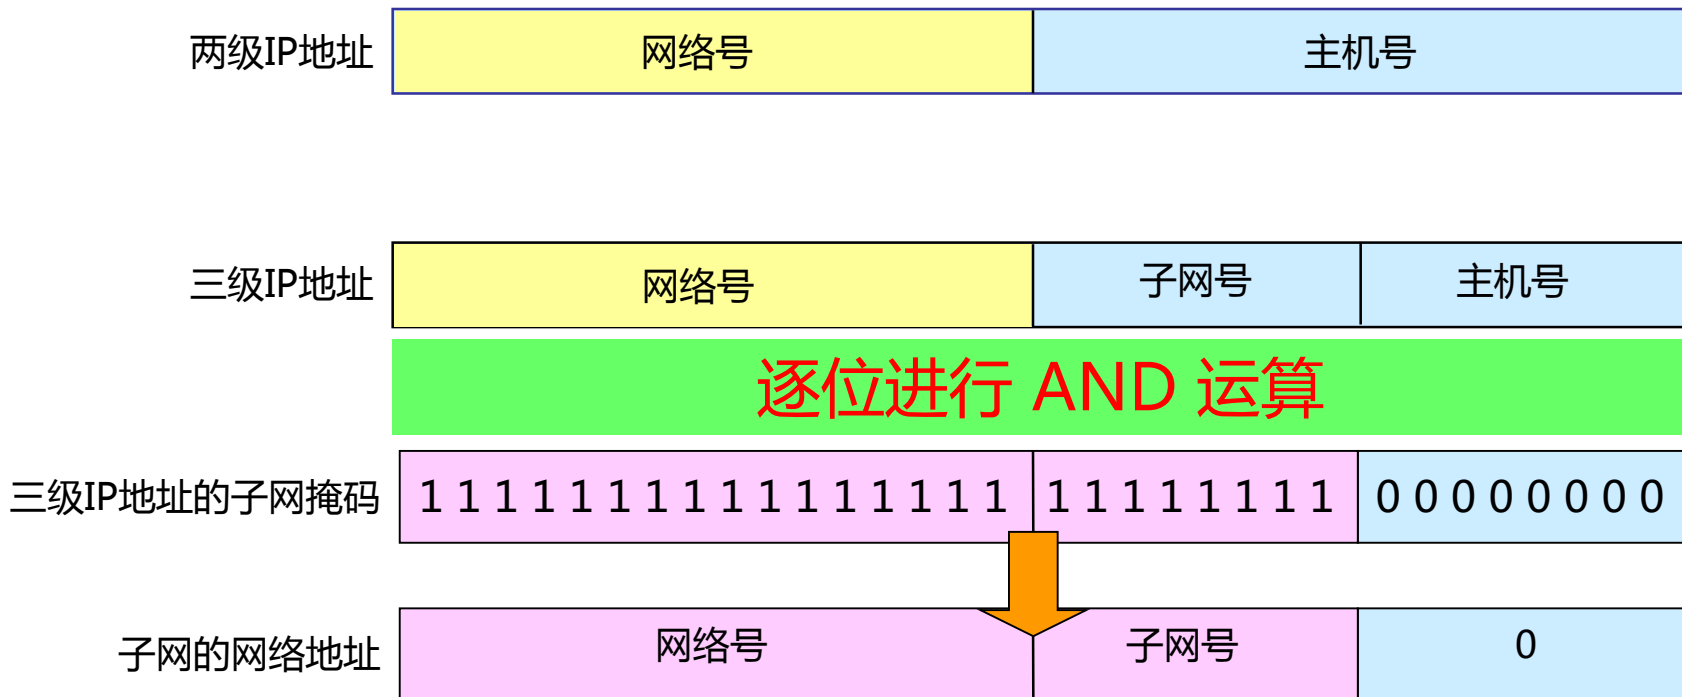 两级IP地址 网络号 主机号
三级IP地址 网络号 子网号 主机号
逐位进行 AND 运算
三级IP地址的子网掩码 1 1 1 1 1 1 1 1 1 1 1 1 1 1 1 1 1 1 1 1 1 1 1 1 0 0 0 0 0 0 0 0
子网的网络地址 网络号 子网号 0